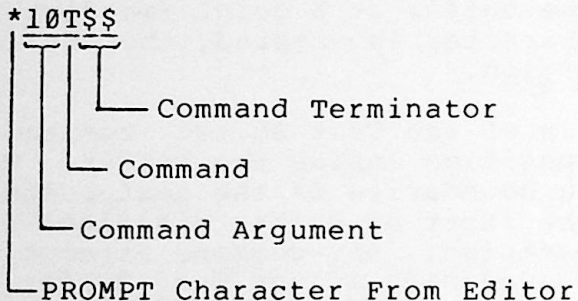 *10T$$
Command Terminator
Command
Command Argument
PROMPT Character From Editor